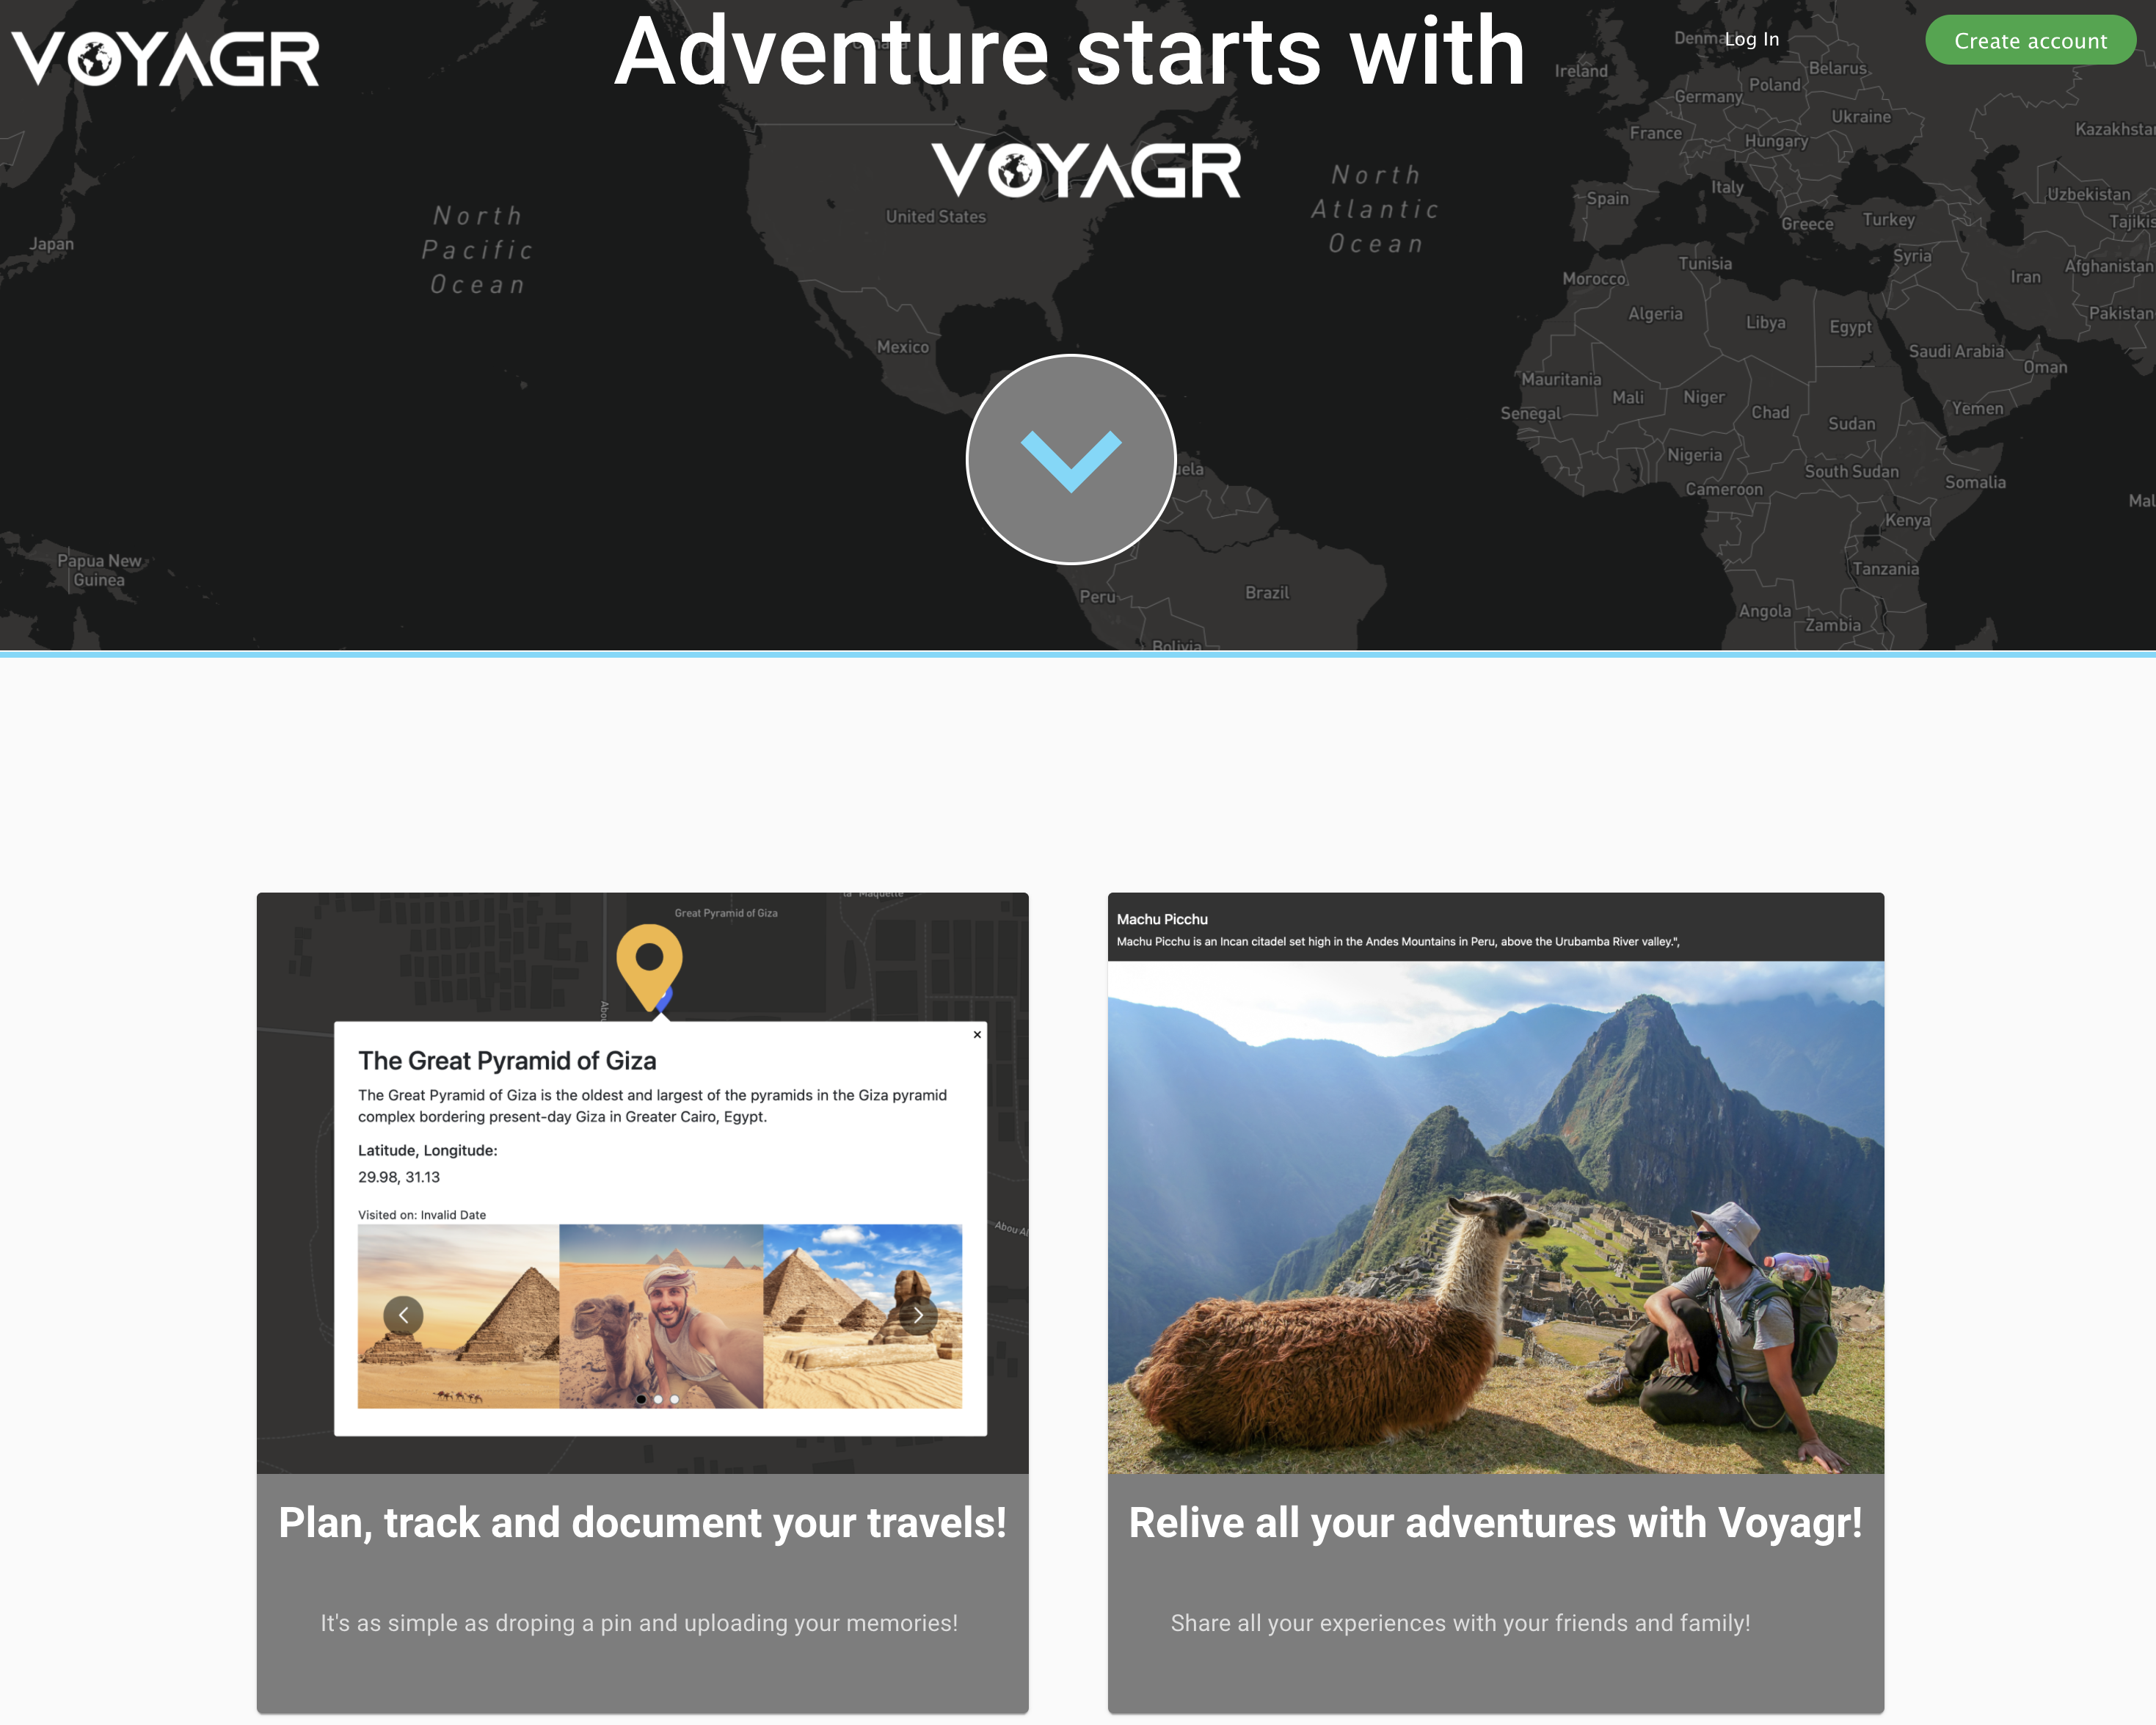 VOYAGR
Adventure starts with
Log In
Create account
VOYAGR
Ireland
Belarus
Poland
Germany
Ukraine
France
Hungary
North
Pacific
Ocean
North
Atlantic
Ocean
United States
Japan
Spain
Italy
Uzbekistan
Greece
Turkey
Syria
Tunisia
Morocco
Iran
Afghanistan
Algeria
Libya
Egypt
Pakistan
Mexico
Saudi Arabia
Oman
Mauritania
Mali
Niger
Chad
Yemen
Senegal
Sudan
Nigeria
South Sudan
Cameroon
Somalia
Kenya
Papua New
Guinea
Tanzania
Peru
Brazil
Angola
Zambia
Bolivia
la Maquette
Great Pyramid of Giza
The Great Pyramid of Giza
×
The Great Pyramid of Giza is the oldest and largest of the pyramids in the Giza pyramid
complex bordering present-day Giza in Greater Cairo, Egypt.
Latitude, Longitude:
29.98, 31.13
Visited on: Invalid Date
Plan, track and document your travels!
It's as simple as droping a pin and uploading your memories!
Machu Picchu
Machu Picchu is an Incan citadel set high in the Andes Mountains in Peru, above the Urubamba River valley.",
Relive all your adventures with Voyagr!
Share all your experiences with your friends and family!